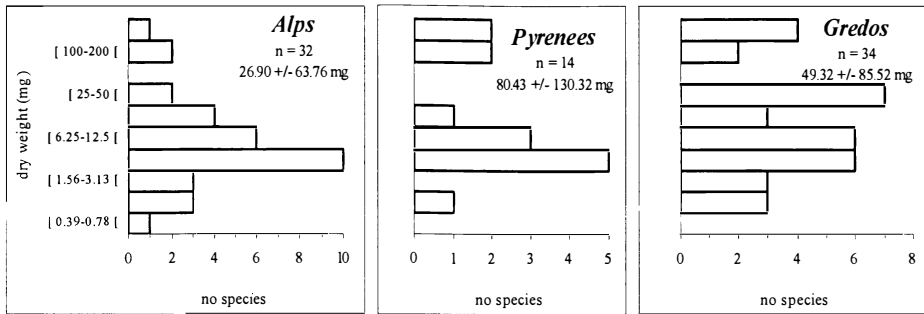 Alps
n = 32
26.90 +/- 63.76 mg
dry weight (mg)
[ 100-200 [
[ 25-50 [
[ 6.25-12.5 [
[ 1.56-3.13 [
[ 0.39-0.78 [
0 2 4 6 8 10
no species
Pyrenees
n = 14
80.43 +/- 130.32 mg
0 1 2 3 4 5
no species
Gredos
n = 34
49.32 +/- 85.52 mg
0 2 4 6 8
no species